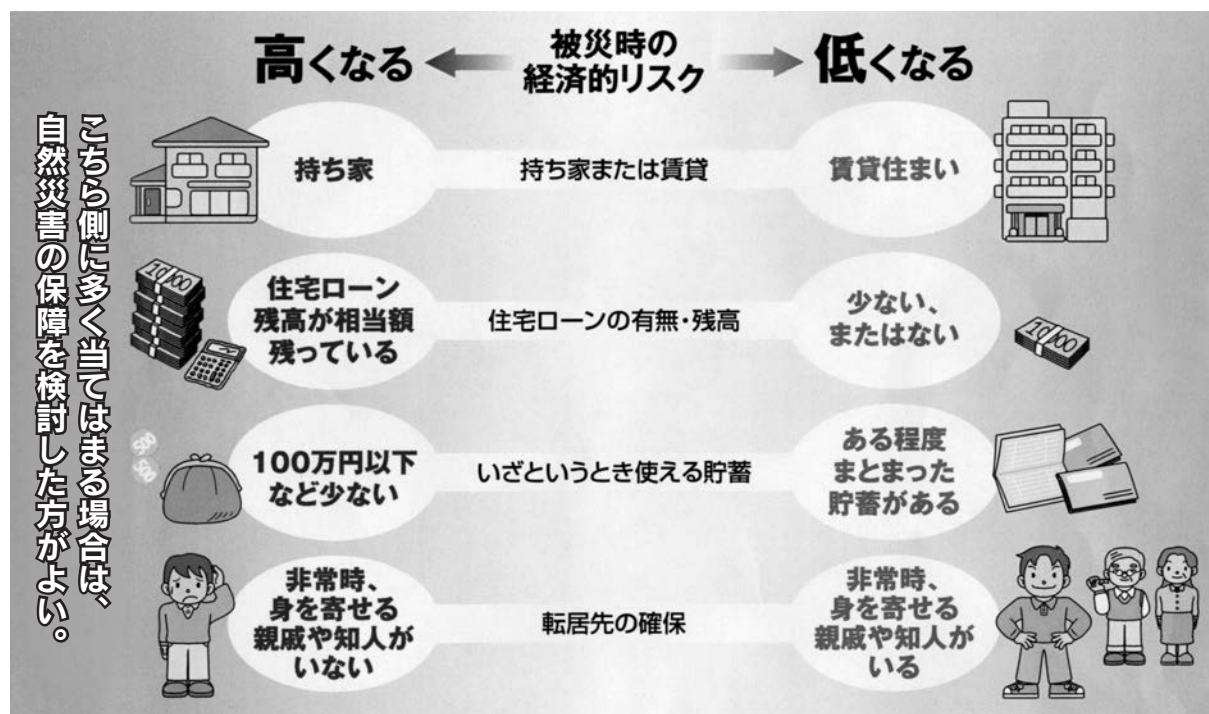 被災時の
経済的リスク
高くなる
低くなる
こちら側に多く当てはまる場合は、
自然災害の保障を検討した方がよい。
持ち家
持ち家または賃貸
賃貸住まい
住宅ローン
残高が相当額
残っている
住宅ローンの有無・残高
少ない、
またはない
100万円以下
など少ない
いざというとき使える貯蓄
ある程度
まとまった
貯蓄がある
非常時、
身を寄せる
親戚や知人が
いない
転居先の確保
非常時、
身を寄せる
親戚や知人が
いる
500
500